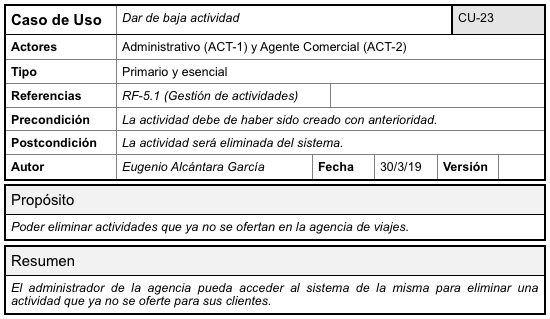 Caso de Uso Dar de baja actividad CU-23
Actores Administrativo (ACT-1) y Agente Comercial (ACT-2)
Tipo Primario y esencial
Referencias RF-5.1 (Gestión de actividades)
Precondición La actividad debe de haber sido creado con anterioridad.
Postcondición La actividad será eliminada del sistema.
Autor Eugenio Alcántara García Fecha 30/3/19 Versión
Propósito
Poder eliminar actividades que ya no se ofertan en la agencia de viajes.
Resumen
El administrador de la agencia pueda acceder al sistema de la misma para eliminar una
actividad que ya no se oferte para sus clientes.